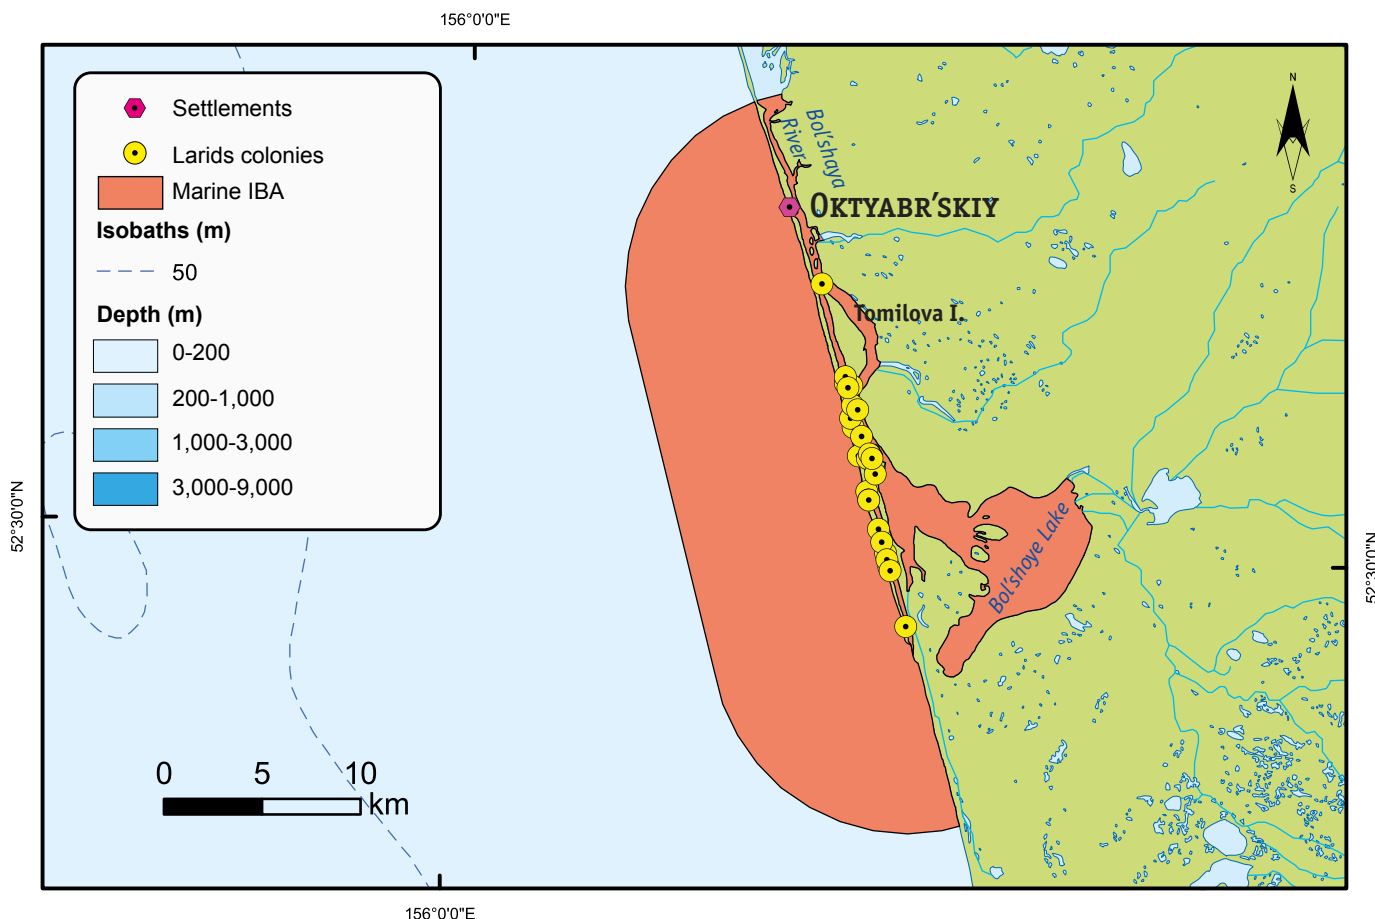 156°0'0"E
Settlements
Larids colonies
Marine IBA
Isobaths (m)
50
Depth (m)
0-200
200-1,000
1,000-3,000
3,000-9,000
N
S
Bol'shaya
River
OKTYABR'SKIY
Tomilova I.
Bol'shoye Lake
52°30'0"N
52°30'0"N
0 5 10
km
156°0'0"E